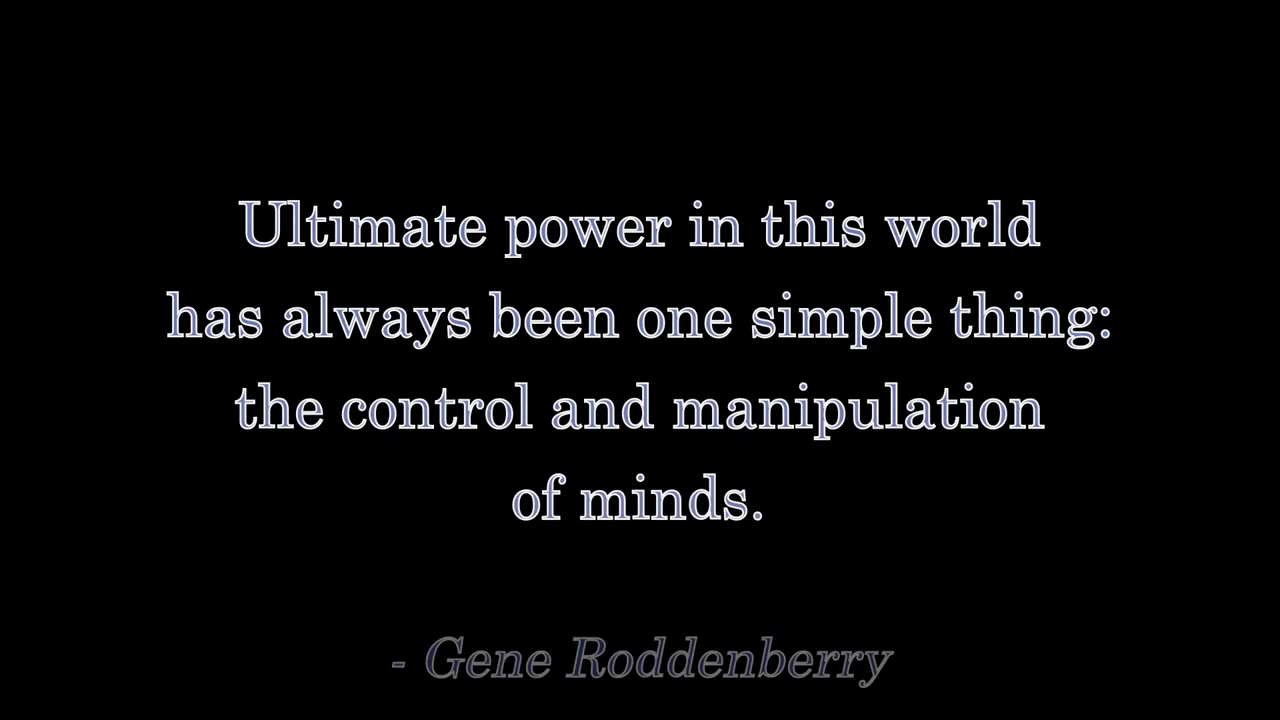 Ultimate power in this world
has always been one simple thing:
the control and manipulation
of minds.
- Gene Roddenberry